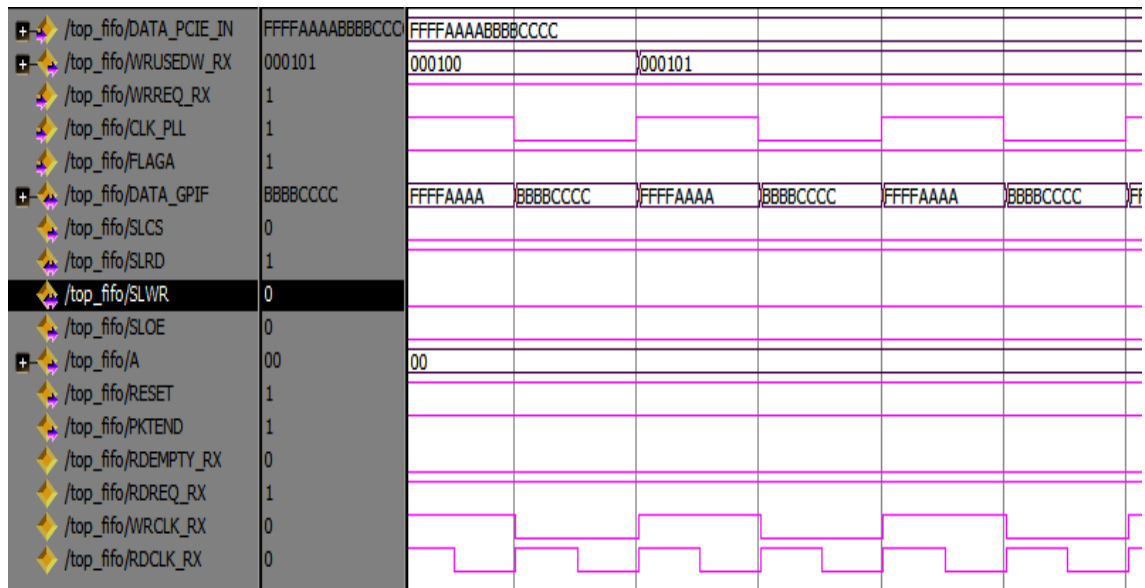 /top_fifo/DATA_PCIE_IN FFFFAAAABBBBCCC FFFFAAAABBBBCCCC
/top_fifo/WRUSEDW_RX 000101 000100 000101
/top_fifo/WRREQ_RX 1
/top_fifo/CLK_PLL 1
/top_fifo/FLAGA 1
/top_fifo/DATA_GPIF BBBBCCCC FFFFAAAA BBBBCCCC FFFFAAAA BBBBCCCC FFFFAAAA BBBBCCCC FF
/top_fifo/SLCS 0
/top_fifo/SLRD 1
/top_fifo/SLWR 0
/top_fifo/SLOE 0
/top_fifo/A 00 00
/top_fifo/RESET 1
/top_fifo/PKTEND 1
/top_fifo/RDEMPTY_RX 0
/top_fifo/RDREQ_RX 1
/top_fifo/WRCLK_RX 0
/top_fifo/RDCLK_RX 0